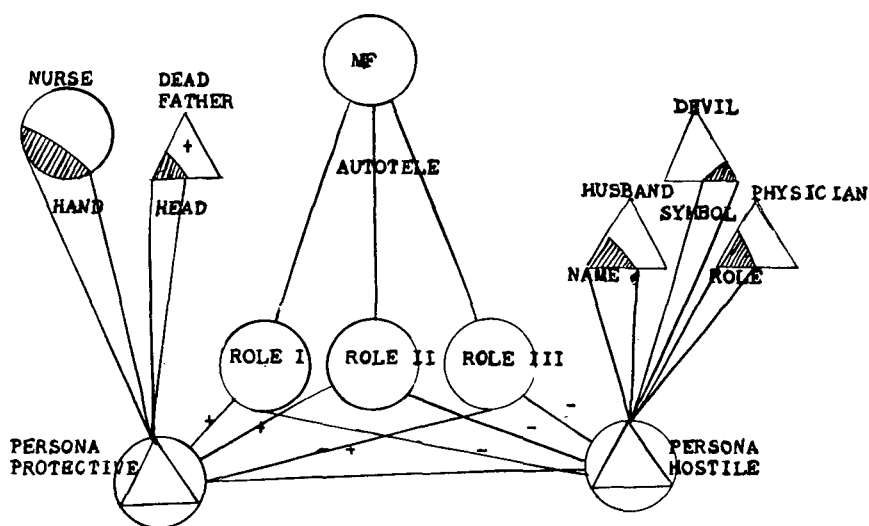 MF
NURSE
DEAD
FATHER
+
DEVIL
AUTOTELE
HUSBAND
PHYSICIAN
HAND
HEAD
SYMBOL
NAME
ROLE
ROLE I
ROLE II
ROLE III
+
+
+
-
-
-
PERSONA
PROTECTIVE
PERSONA
HOSTILE